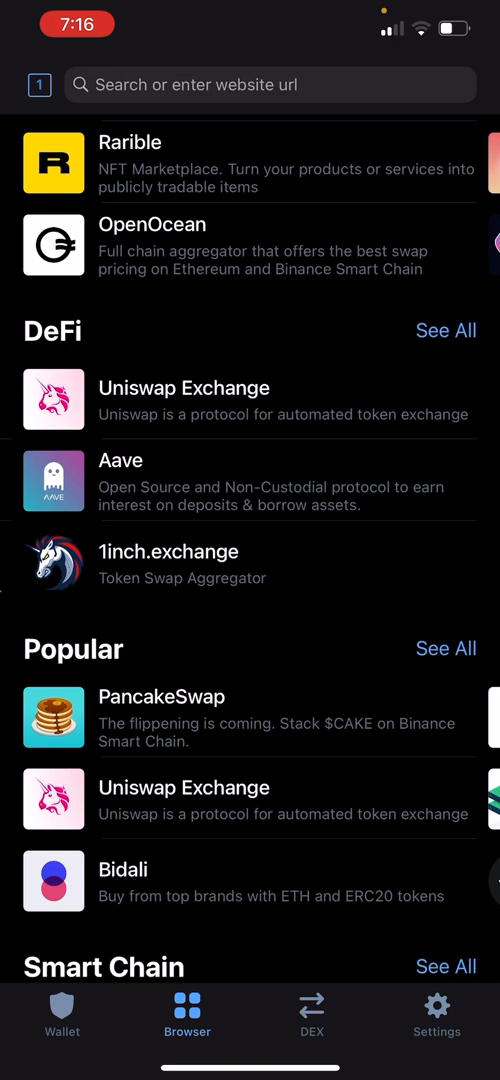 7:16
1
Search or enter website url
R
Rarible
NFT Marketplace. Turn your products or services into
publicly tradable items
OpenOcean
Full chain aggregator that offers the best swap
pricing on Ethereum and Binance Smart Chain
DeFi
See All
Uniswap Exchange
Uniswap is a protocol for automated token exchange
AAVE
Aave
Open Source and Non-Custodial protocol to earn
interest on deposits & borrow assets.
1inch.exchange
Token Swap Aggregator
Popular
See All
PancakeSwap
The flippening is coming. Stack $CAKE on Binance
Smart Chain.
Uniswap Exchange
Uniswap is a protocol for automated token exchange
Bidali
Buy from top brands with ETH and ERC20 tokens
Smart Chain
See All
Wallet
Browser
DEX
Settings